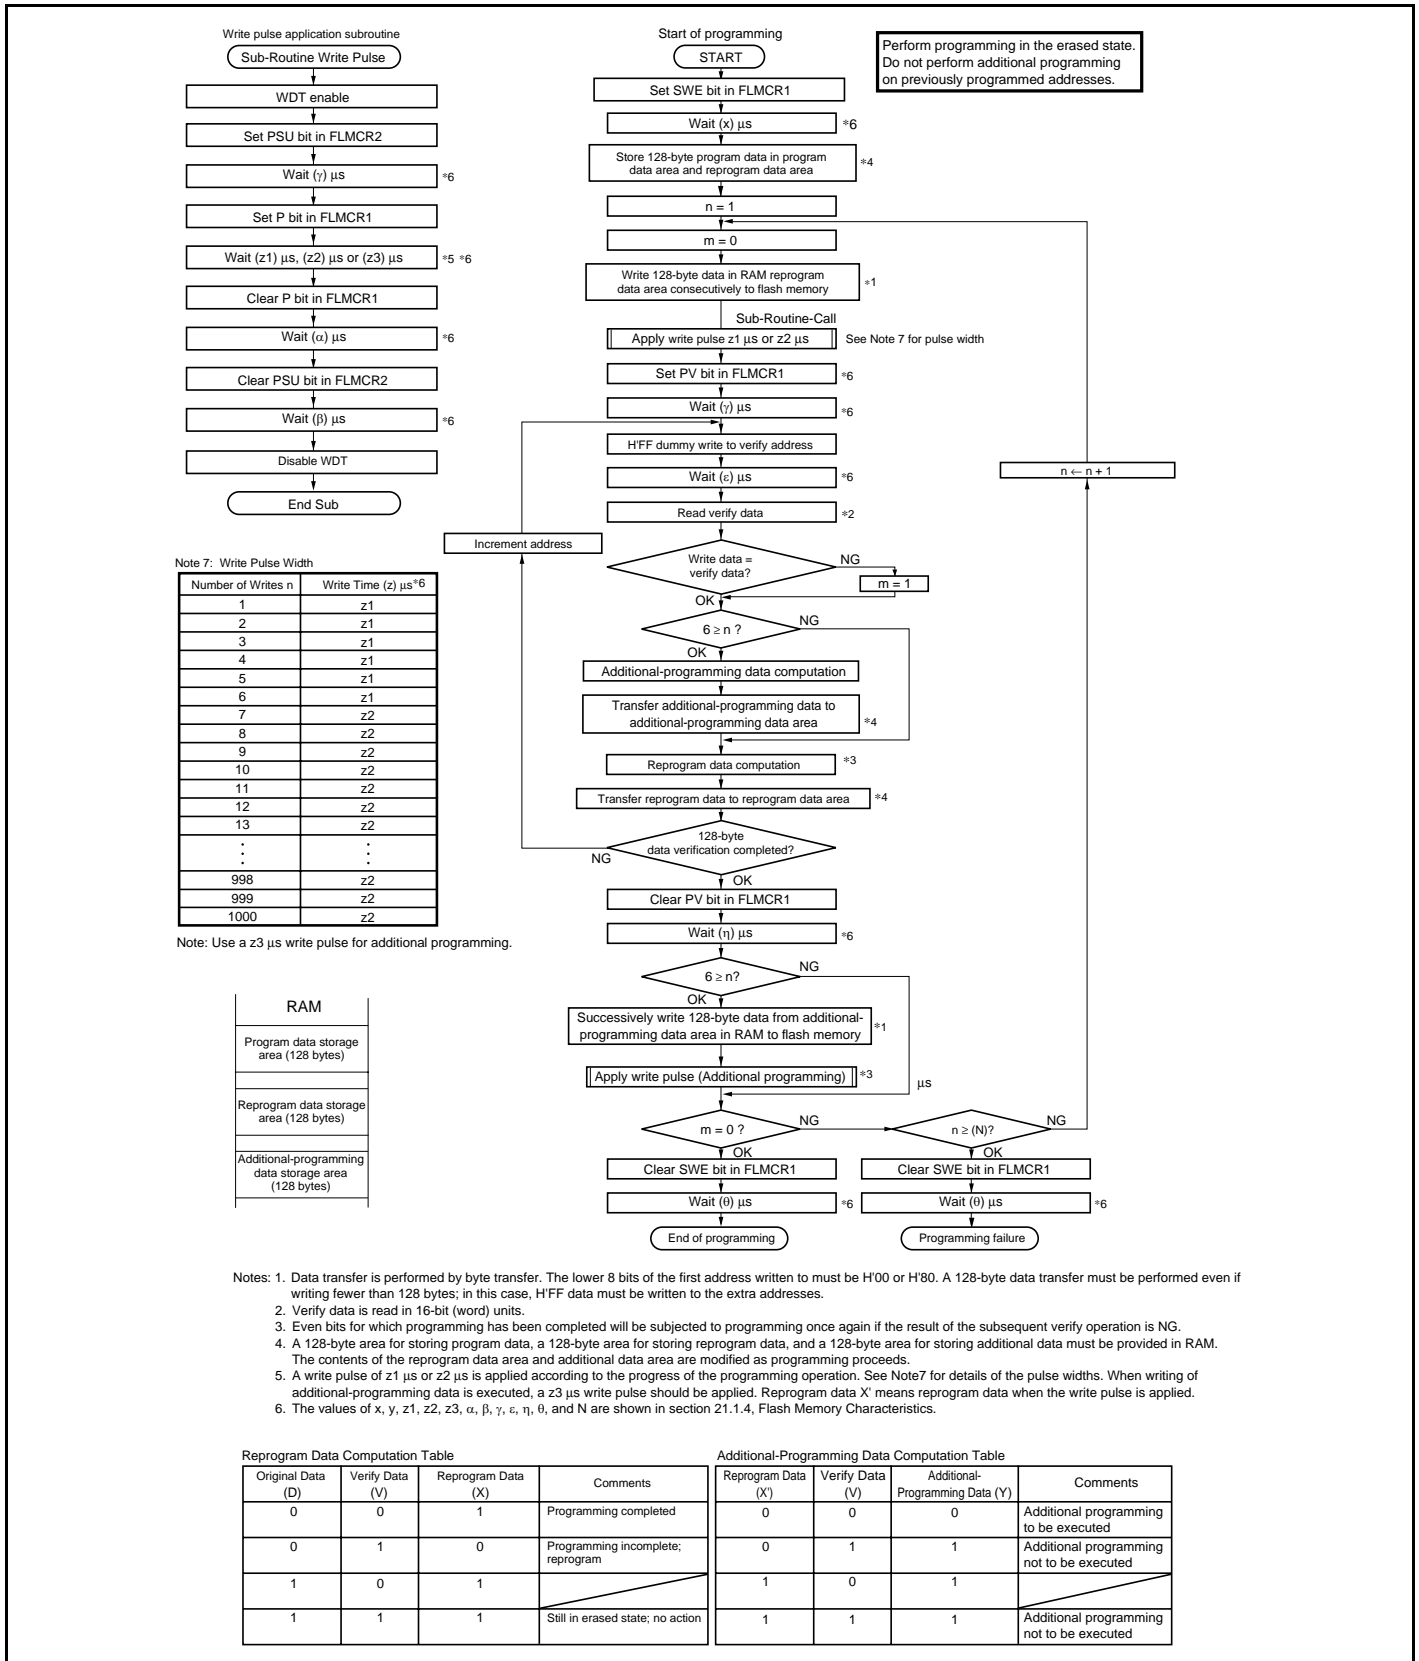 Write pulse application subroutine
Sub-Routine Write Pulse
WDT enable
Set PSU bit in FLMCR2
Wait (γ) μs
*6
Set P bit in FLMCR1
Wait (z1) μs, (z2) μs or (z3) μs
*5 *6
Clear P bit in FLMCR1
Wait (α) μs
*6
Clear PSU bit in FLMCR2
Wait (β) μs
*6
Disable WDT
End Sub
Note 7: Write Pulse Width
Number of Writes n Write Time (z) μs*6
1 z1
2 z1
3 z1
4 z1
5 z1
6 z1
7 z2
8 z2
9 z2
10 z2
11 z2
12 z2
13 z2
998 z2
999 z2
1000 z2
Note: Use a z3 μs write pulse for additional programming.
RAM
Program data storage
area (128 bytes)
Reprogram data storage
area (128 bytes)
Additional-programming
data storage area
(128 bytes)
Start of programming
START
Perform programming in the erased state.
Do not perform additional programming
on previously programmed addresses.
Set SWE bit in FLMCR1
Wait (x) μs
*6
Store 128-byte program data in program
data area and reprogram data area
*4
n = 1
m = 0
Write 128-byte data in RAM reprogram
data area consecutively to flash memory
*1
Sub-Routine-Call
Apply write pulse z1 μs or z2 μs
See Note 7 for pulse width
Set PV bit in FLMCR1
*6
Wait (γ) μs
*6
H'FF dummy write to verify address
Wait (ε) μs
*6
n ← n + 1
Read verify data
*2
Increment address
Write data =
verify data?
NG
m = 1
OK
6 ≥ n ?
NG
OK
Additional-programming data computation
Transfer additional-programming data to
additional-programming data area
*4
Reprogram data computation
*3
Transfer reprogram data to reprogram data area
*4
128-byte
data verification completed?
NG
OK
Clear PV bit in FLMCR1
Wait (η) μs
*6
6 ≥ n?
NG
OK
Successively write 128-byte data from additional-
programming data area in RAM to flash memory
*1
Apply write pulse (Additional programming)
*3
μs
m = 0 ?
NG
n ≥ (N)?
NG
OK
OK
Clear SWE bit in FLMCR1
Clear SWE bit in FLMCR1
Wait (θ) μs
*6
Wait (θ) μs
*6
End of programming
Programming failure
Notes: 1. Data transfer is performed by byte transfer. The lower 8 bits of the first address written to must be H'00 or H'80. A 128-byte data transfer must be performed even if
writing fewer than 128 bytes; in this case, H'FF data must be written to the extra addresses.
2. Verify data is read in 16-bit (word) units.
3. Even bits for which programming has been completed will be subjected to programming once again if the result of the subsequent verify operation is NG.
4. A 128-byte area for storing program data, a 128-byte area for storing reprogram data, and a 128-byte area for storing additional data must be provided in RAM.
The contents of the reprogram data area and additional data area are modified as programming proceeds.
5. A write pulse of z1 μs or z2 μs is applied according to the progress of the programming operation. See Note7 for details of the pulse widths. When writing of
additional-programming data is executed, a z3 μs write pulse should be applied. Reprogram data X' means reprogram data when the write pulse is applied.
6. The values of x, y, z1, z2, z3, α, β, γ, ε, η, θ, and N are shown in section 21.1.4, Flash Memory Characteristics.
Reprogram Data Computation Table
Original Data Verify Data Reprogram Data Comments
(D) (V) (X)
0 0 1 Programming completed
0 1 0 Programming incomplete;
reprogram
1 0 1
1 1 1 Still in erased state; no action
Additional-Programming Data Computation Table
Reprogram Data Verify Data Additional- Comments
(X') (V) Programming Data (Y)
0 0 0 Additional programming
to be executed
0 1 1 Additional programming
not to be executed
1 0 1
1 1 1 Additional programming
not to be executed